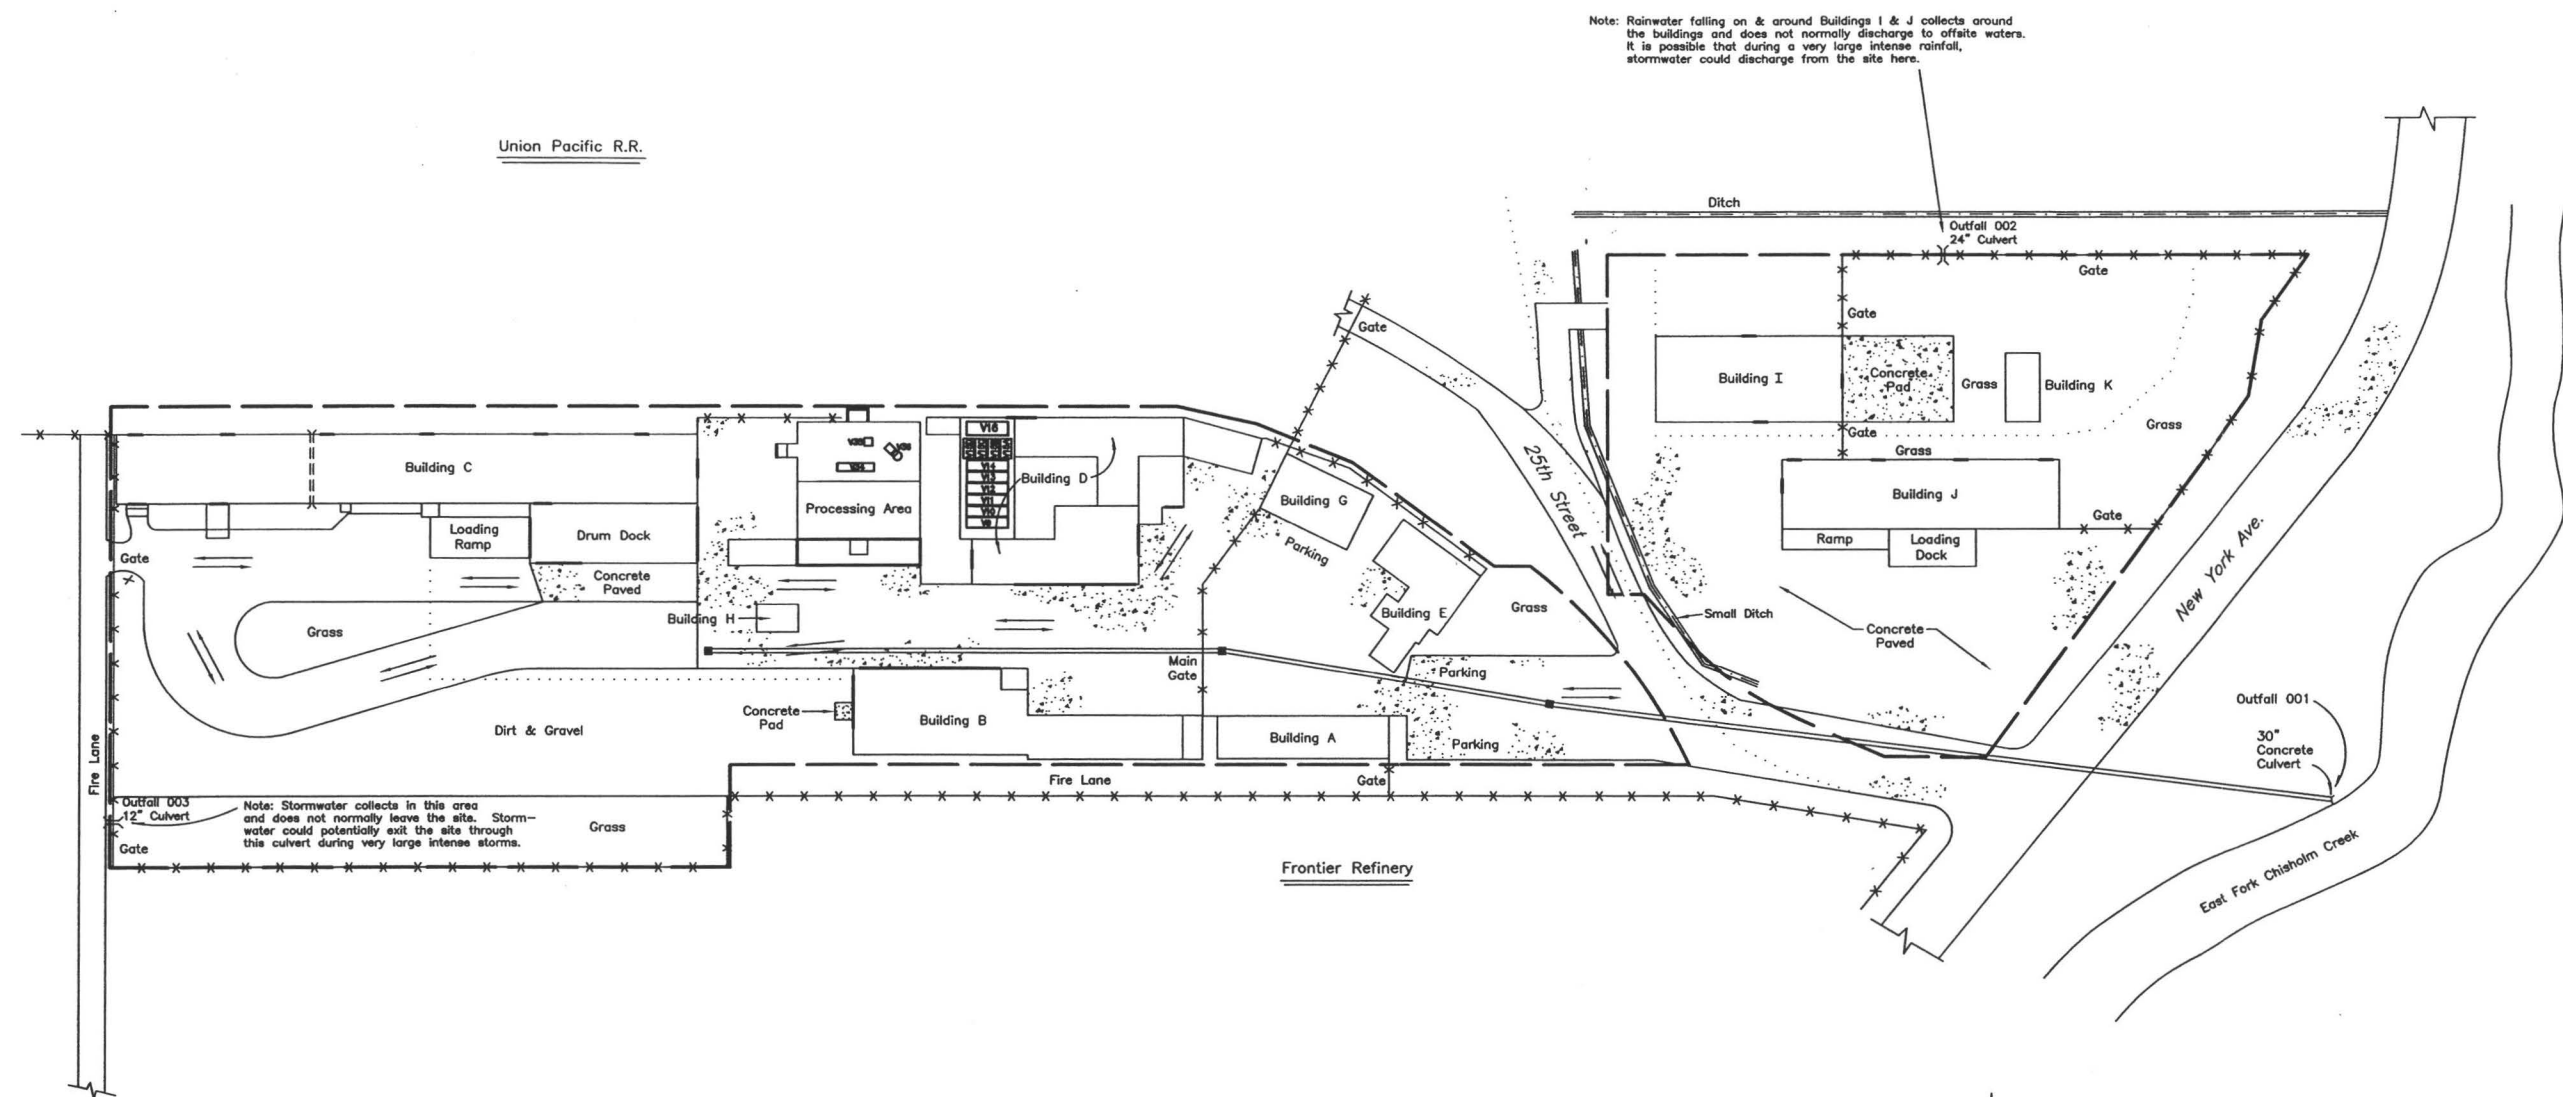 Note: Rainwater falling on & around Buildings I & J collects around
the buildings and does not normally discharge to offsite waters.
It is possible that during a very large intense rainfall,
stormwater could discharge from the site here.
Union Pacific R.R.
Ditch
Outfall 002
24" Culvert
Gate
Gate
Gate
Building I
Concrete
Pad
Grass
Building K
Gate
Grass
Grass
Building C
V16
V14
V13
V12
V11
V10
V9
Building D
Building G
25th Street
Building J
Gate
Loading
Ramp
Drum Dock
Processing Area
Parking
Ramp
Loading
Dock
New York Ave.
Gate
Concrete
Paved
Grass
Building H
Building E
Grass
Small Ditch
Concrete
Paved
Main
Gate
Parking
Outfall 001
30"
Concrete
Culvert
Concrete
Pad
Building B
Building A
Parking
Dirt & Gravel
Fire Lane
Fire Lane
Gate
Outfall 003
12" Culvert
Gate
Note: Stormwater collects in this area
and does not normally leave the site. Storm-
water could potentially exit the site through
this culvert during very large intense storms.
Grass
Frontier Refinery
East Fork Chisholm Creek